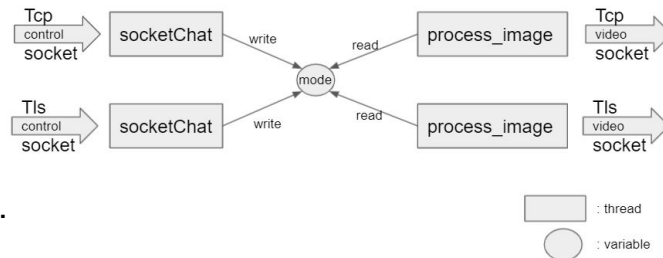 Tcp
control
socket
socketChat
write
mode
read
process_image
Tcp
video
socket
Tls
control
socket
socketChat
write
read
process_image
Tls
video
socket
.
: thread
: variable